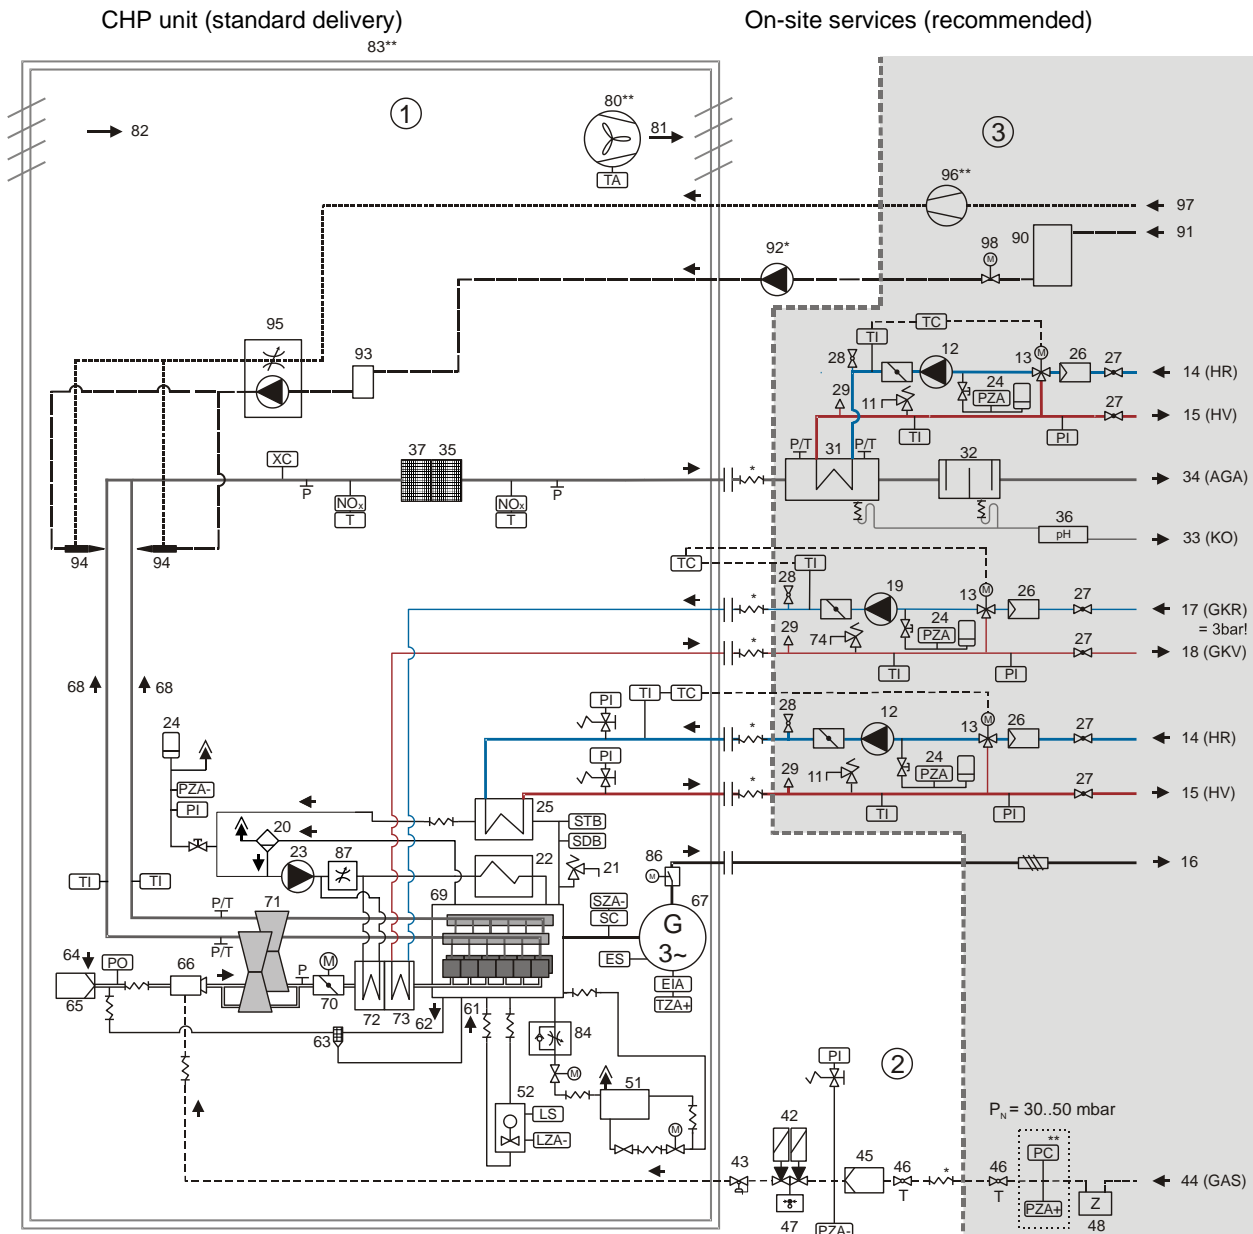 CHP unit (standard delivery) On-site services (recommended)
83**
1 80** 3
82 81
TA
96**
97
98 90 91
M
92*
95 TC
TI M
28 12 13 26 27
93 14 (HR)
29 24
11 PZA 27
15 (HV)
TI PI
P/T 31 P/T 32
XC 37 35 *
34 (AGA)
P NOx NOx P
T T
36
pH 33 (KO)
94 94
TC TI
28 19 M
13 26 27
* 17 (GKR)
= 3bar!
29 74 24
PZA 27
* 18 (GKV)
TI PI
68 68
PI TI TC
28 12 M
13 26 27
24 * 14 (HR)
PI
29 11 24
PZA 27
* 15 (HV)
PZA-
PI TI PI
25
STB
20 SDB
23 87 22 21 86
M 16
TI TI
71 69 SZA- 67
P/T SC
P/T G
3~
64 PO 66 P M ES
EIA
65 70 TZA+
72 73 62 61
63 84
M
2
PI
52 51
LS PN = 30..50 mbar
LZA- M
42 **
PC
43 45 46 * 46
44 (GAS)
T T
PZA+ Z
47 PZA- 48